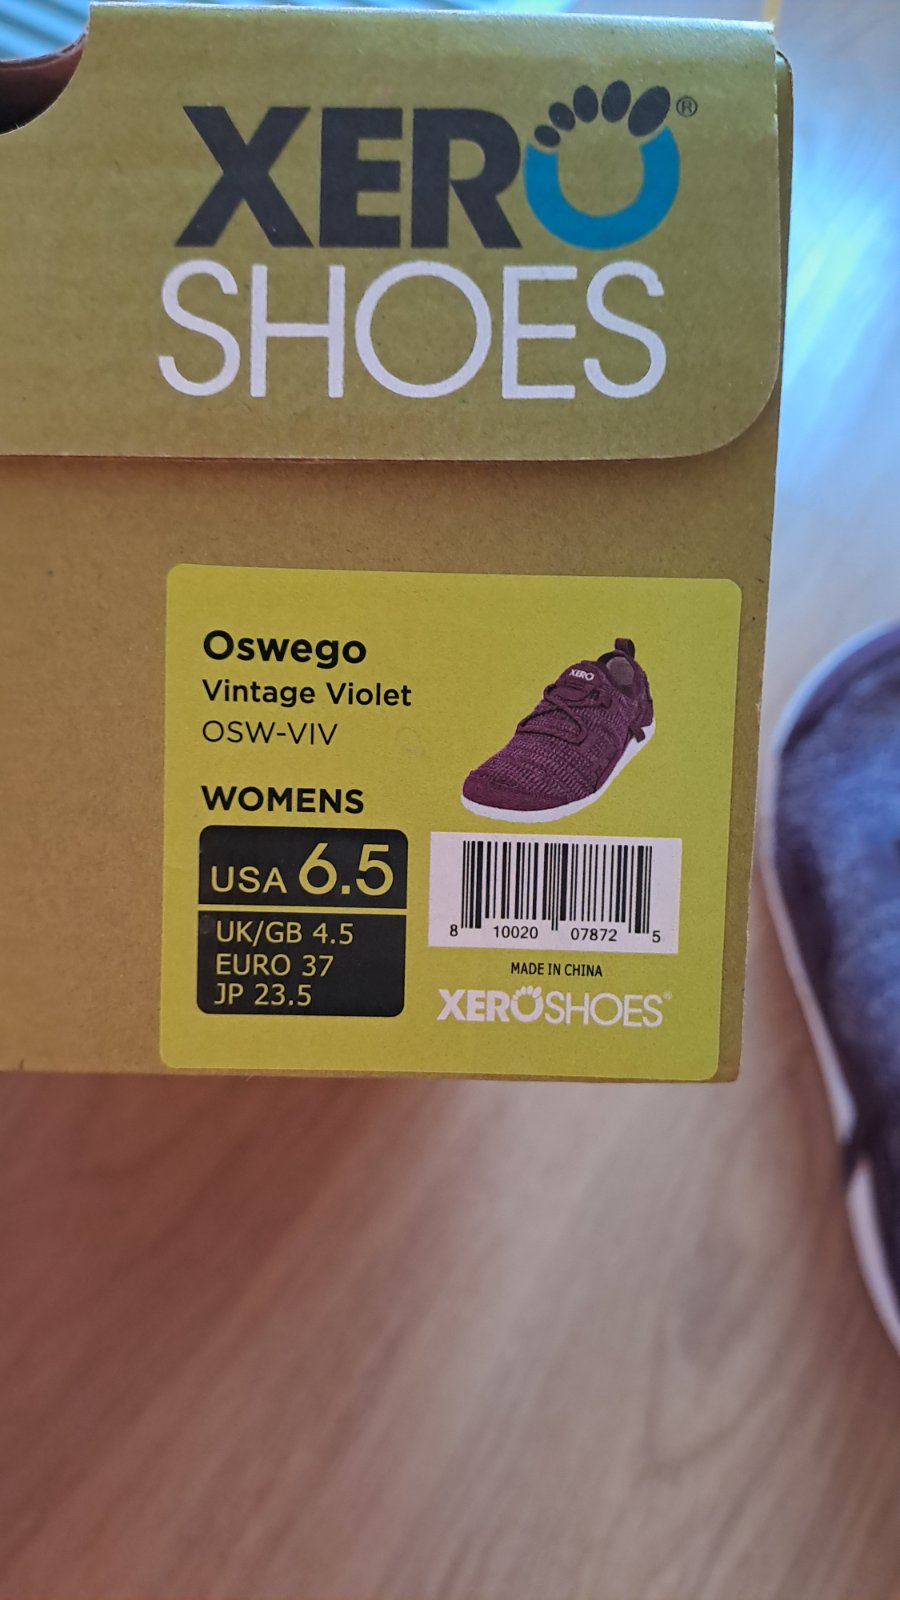 XERO®
SHOES
Oswego
Vintage Violet
OSW-VIV
WOMENS
USA 6.5
UK/GB 4.5
EURO 37
JP 23.5
XERO
8 10020 07872 5
MADE IN CHINA
XEROSHOES®